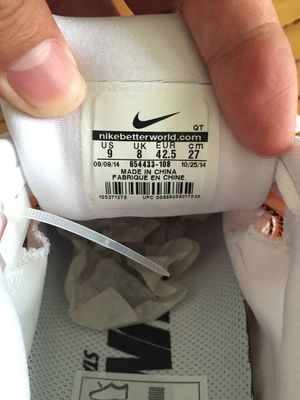 QT
nikebetterworld.com
US UK EUR cm
9 8 42.5 27
09/09/14 654433-108 10/25/14
MADE IN CHINA
FABRIQUE EN CHINE